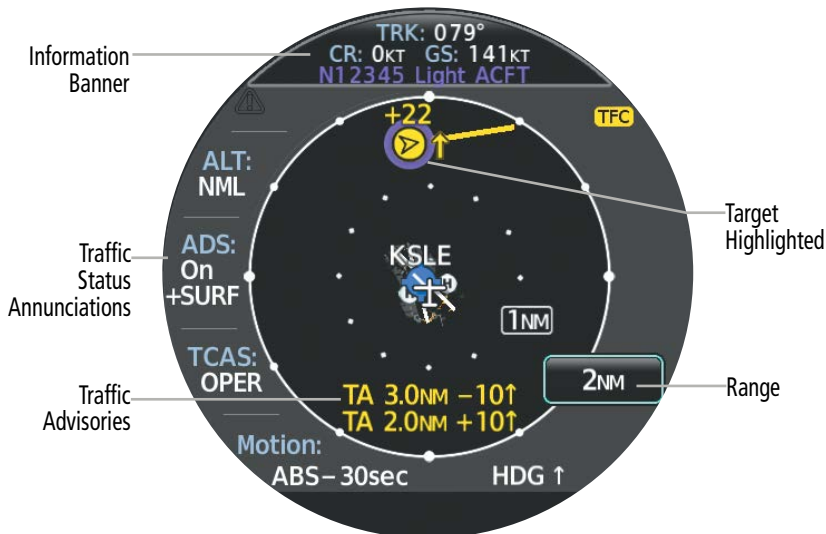 Information
Banner
TRK: 079°
CR: 0KT GS: 141KT
N12345 Light ACFT
TFC
+22
↑
ALT:
NML
Target
Highlighted
Traffic
Status
Annunciations
ADS:
On
+SURF
KSLE
H
1NM
TCAS:
OPER
2NM
Range
Traffic
Advisories
TA 3.0NM −10↑
TA 2.0NM +10↑
Motion:
ABS−30sec
HDG ↑